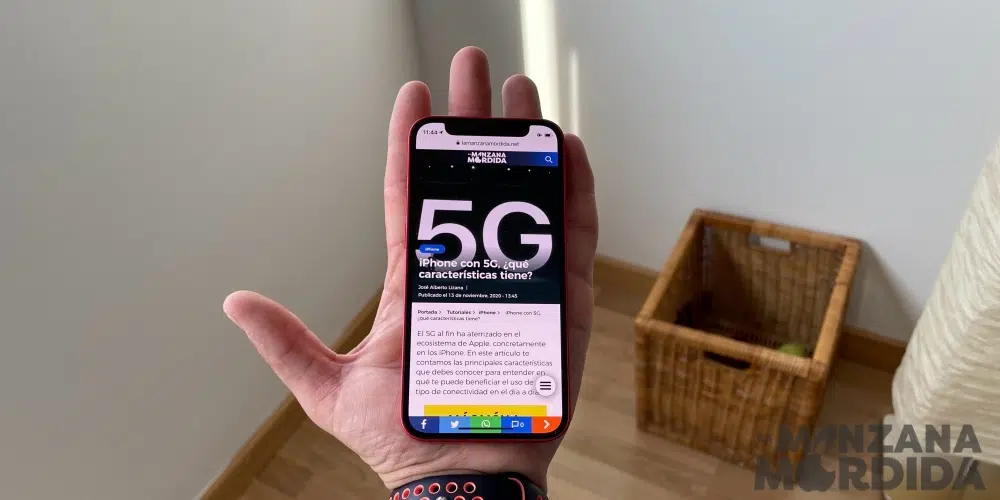 11:44
lamanzanamordida.net
LA MANZANA
MORDIDA
5G
iPhone
iPhone con 5G, ¿qué
características tiene?
José Alberto Lizana |
Publicado el 13 de noviembre, 2020 - 13:45
Portada > Tutoriales > iPhone > iPhone con 5G,
¿qué características tiene?
El 5G al fin ha aterrizado en el
ecosistema de Apple, concretamente
en los iPhone. En este artículo te
contamos las principales característica
que debes conocer para entender en
qué te puede beneficiar el uso de
tipo de conectividad en el día a día.
0
LA MANZANA
MORDIDA